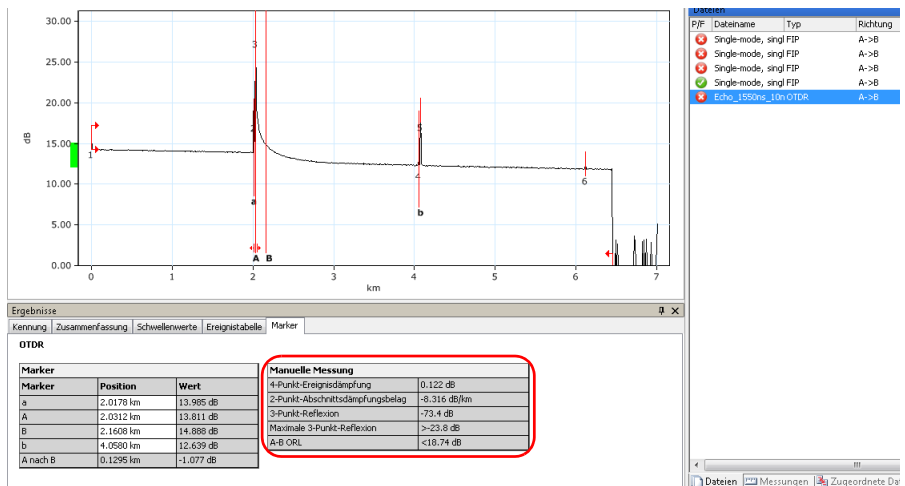 Dateien
P/F Dateiname Typ Richtung
Single-mode, singl FIP A->B
Single-mode, singl FIP A->B
Single-mode, singl FIP A->B
Single-mode, singl FIP A->B
Echo_1550ns_10n OTDR A->B
30.00
25.00
20.00
15.00
10.00
5.00
0.00
dB
1
2
3
4
5
6
a
b
A B
0 1 2 3 4 5 6 7
km
Ergebnisse
Kennung Zusammenfassung Schwellenwerte Ereignistabelle Marker
OTDR
Marker
Marker Position Wert
a 2.0178 km 13.985 dB
A 2.0312 km 13.811 dB
B 2.1608 km 14.888 dB
b 4.0580 km 12.639 dB
A nach B 0.1295 km -1.077 dB
Manuelle Messung
4-Punkt-Ereignisdämpfung 0.122 dB
2-Punkt-Abschnittsdämpfungsbelag -8.316 dB/km
3-Punkt-Reflexion -73.4 dB
Maximale 3-Punkt-Reflexion >-23.8 dB
A-B ORL <18.74 dB
Dateien Messungen Zugeordnete Dat